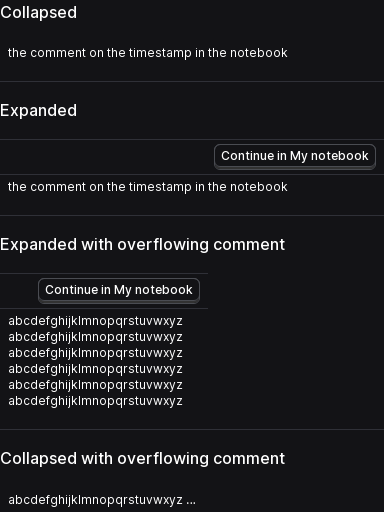 Collapsed
the comment on the timestamp in the notebook
Expanded
Continue in My notebook
the comment on the timestamp in the notebook
Expanded with overflowing comment
Continue in My notebook
abcdefghijklmnopqrstuvwxyz
abcdefghijklmnopqrstuvwxyz
abcdefghijklmnopqrstuvwxyz
abcdefghijklmnopqrstuvwxyz
abcdefghijklmnopqrstuvwxyz
abcdefghijklmnopqrstuvwxyz
Collapsed with overflowing comment
abcdefghijklmnopqrstuvwxyz ...